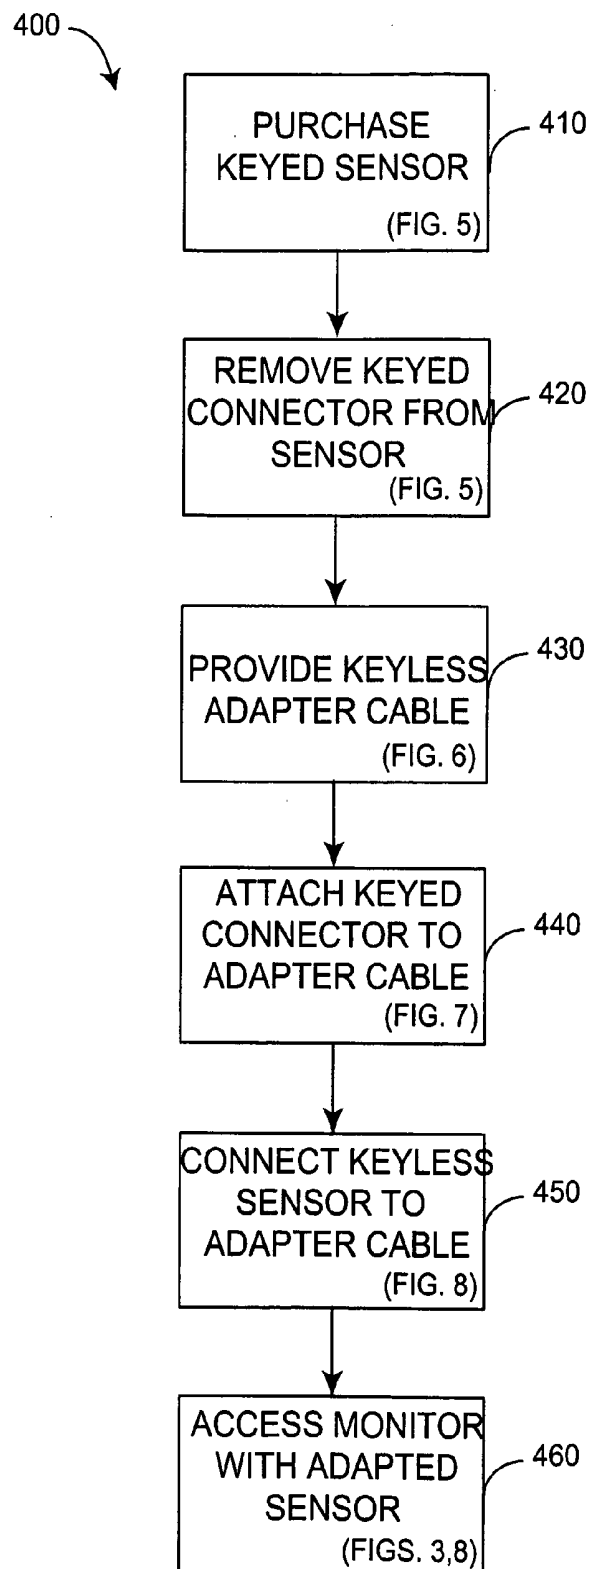 400
PURCHASE
KEYED SENSOR
(FIG. 5)
410
REMOVE KEYED
CONNECTOR FROM
SENSOR
(FIG. 5)
420
PROVIDE KEYLESS
ADAPTER CABLE
(FIG. 6)
430
ATTACH KEYED
CONNECTOR TO
ADAPTER CABLE
(FIG. 7)
440
CONNECT KEYLESS
SENSOR TO
ADAPTER CABLE
(FIG. 8)
450
ACCESS MONITOR
WITH ADAPTED
SENSOR
(FIGS. 3,8)
460